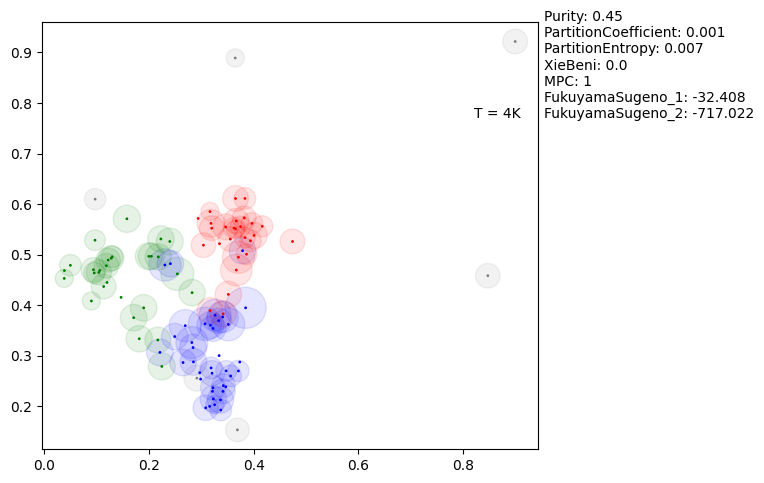 Purity: 0.45
PartitionCoefficient: 0.001
PartitionEntropy: 0.007
XieBeni: 0.0
MPC: 1
FukuyamaSugeno_1: -32.408
FukuyamaSugeno_2: -717.022
T = 4K
0.9
0.8
0.7
0.6
0.5
0.4
0.3
0.2
0.0 0.2 0.4 0.6 0.8